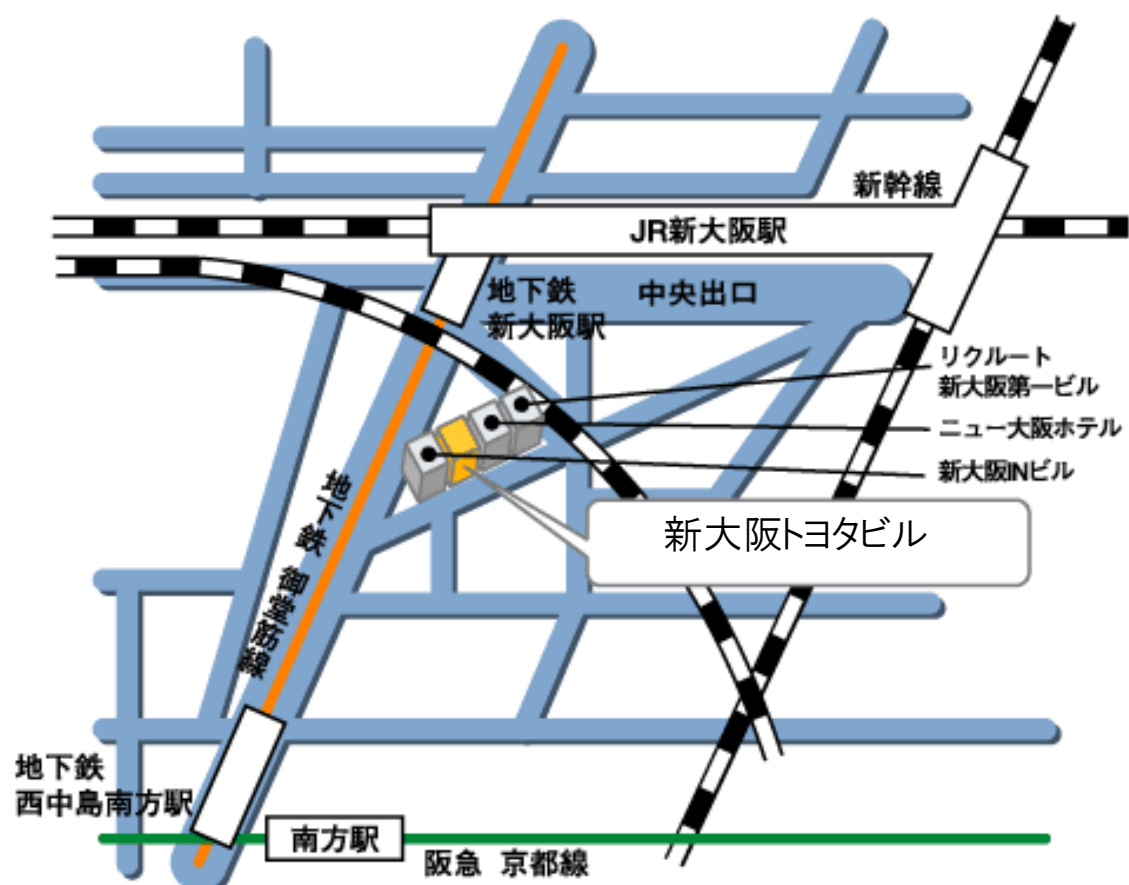 新幹線
JR新大阪駅
地下鉄
新大阪駅
中央出口
リクルート
新大阪第一ビル
ニュー大阪ホテル
新大阪INビル
新大阪トヨタビル
地下鉄 御堂筋線
地下鉄
西中島南方駅
南方駅
阪急 京都線